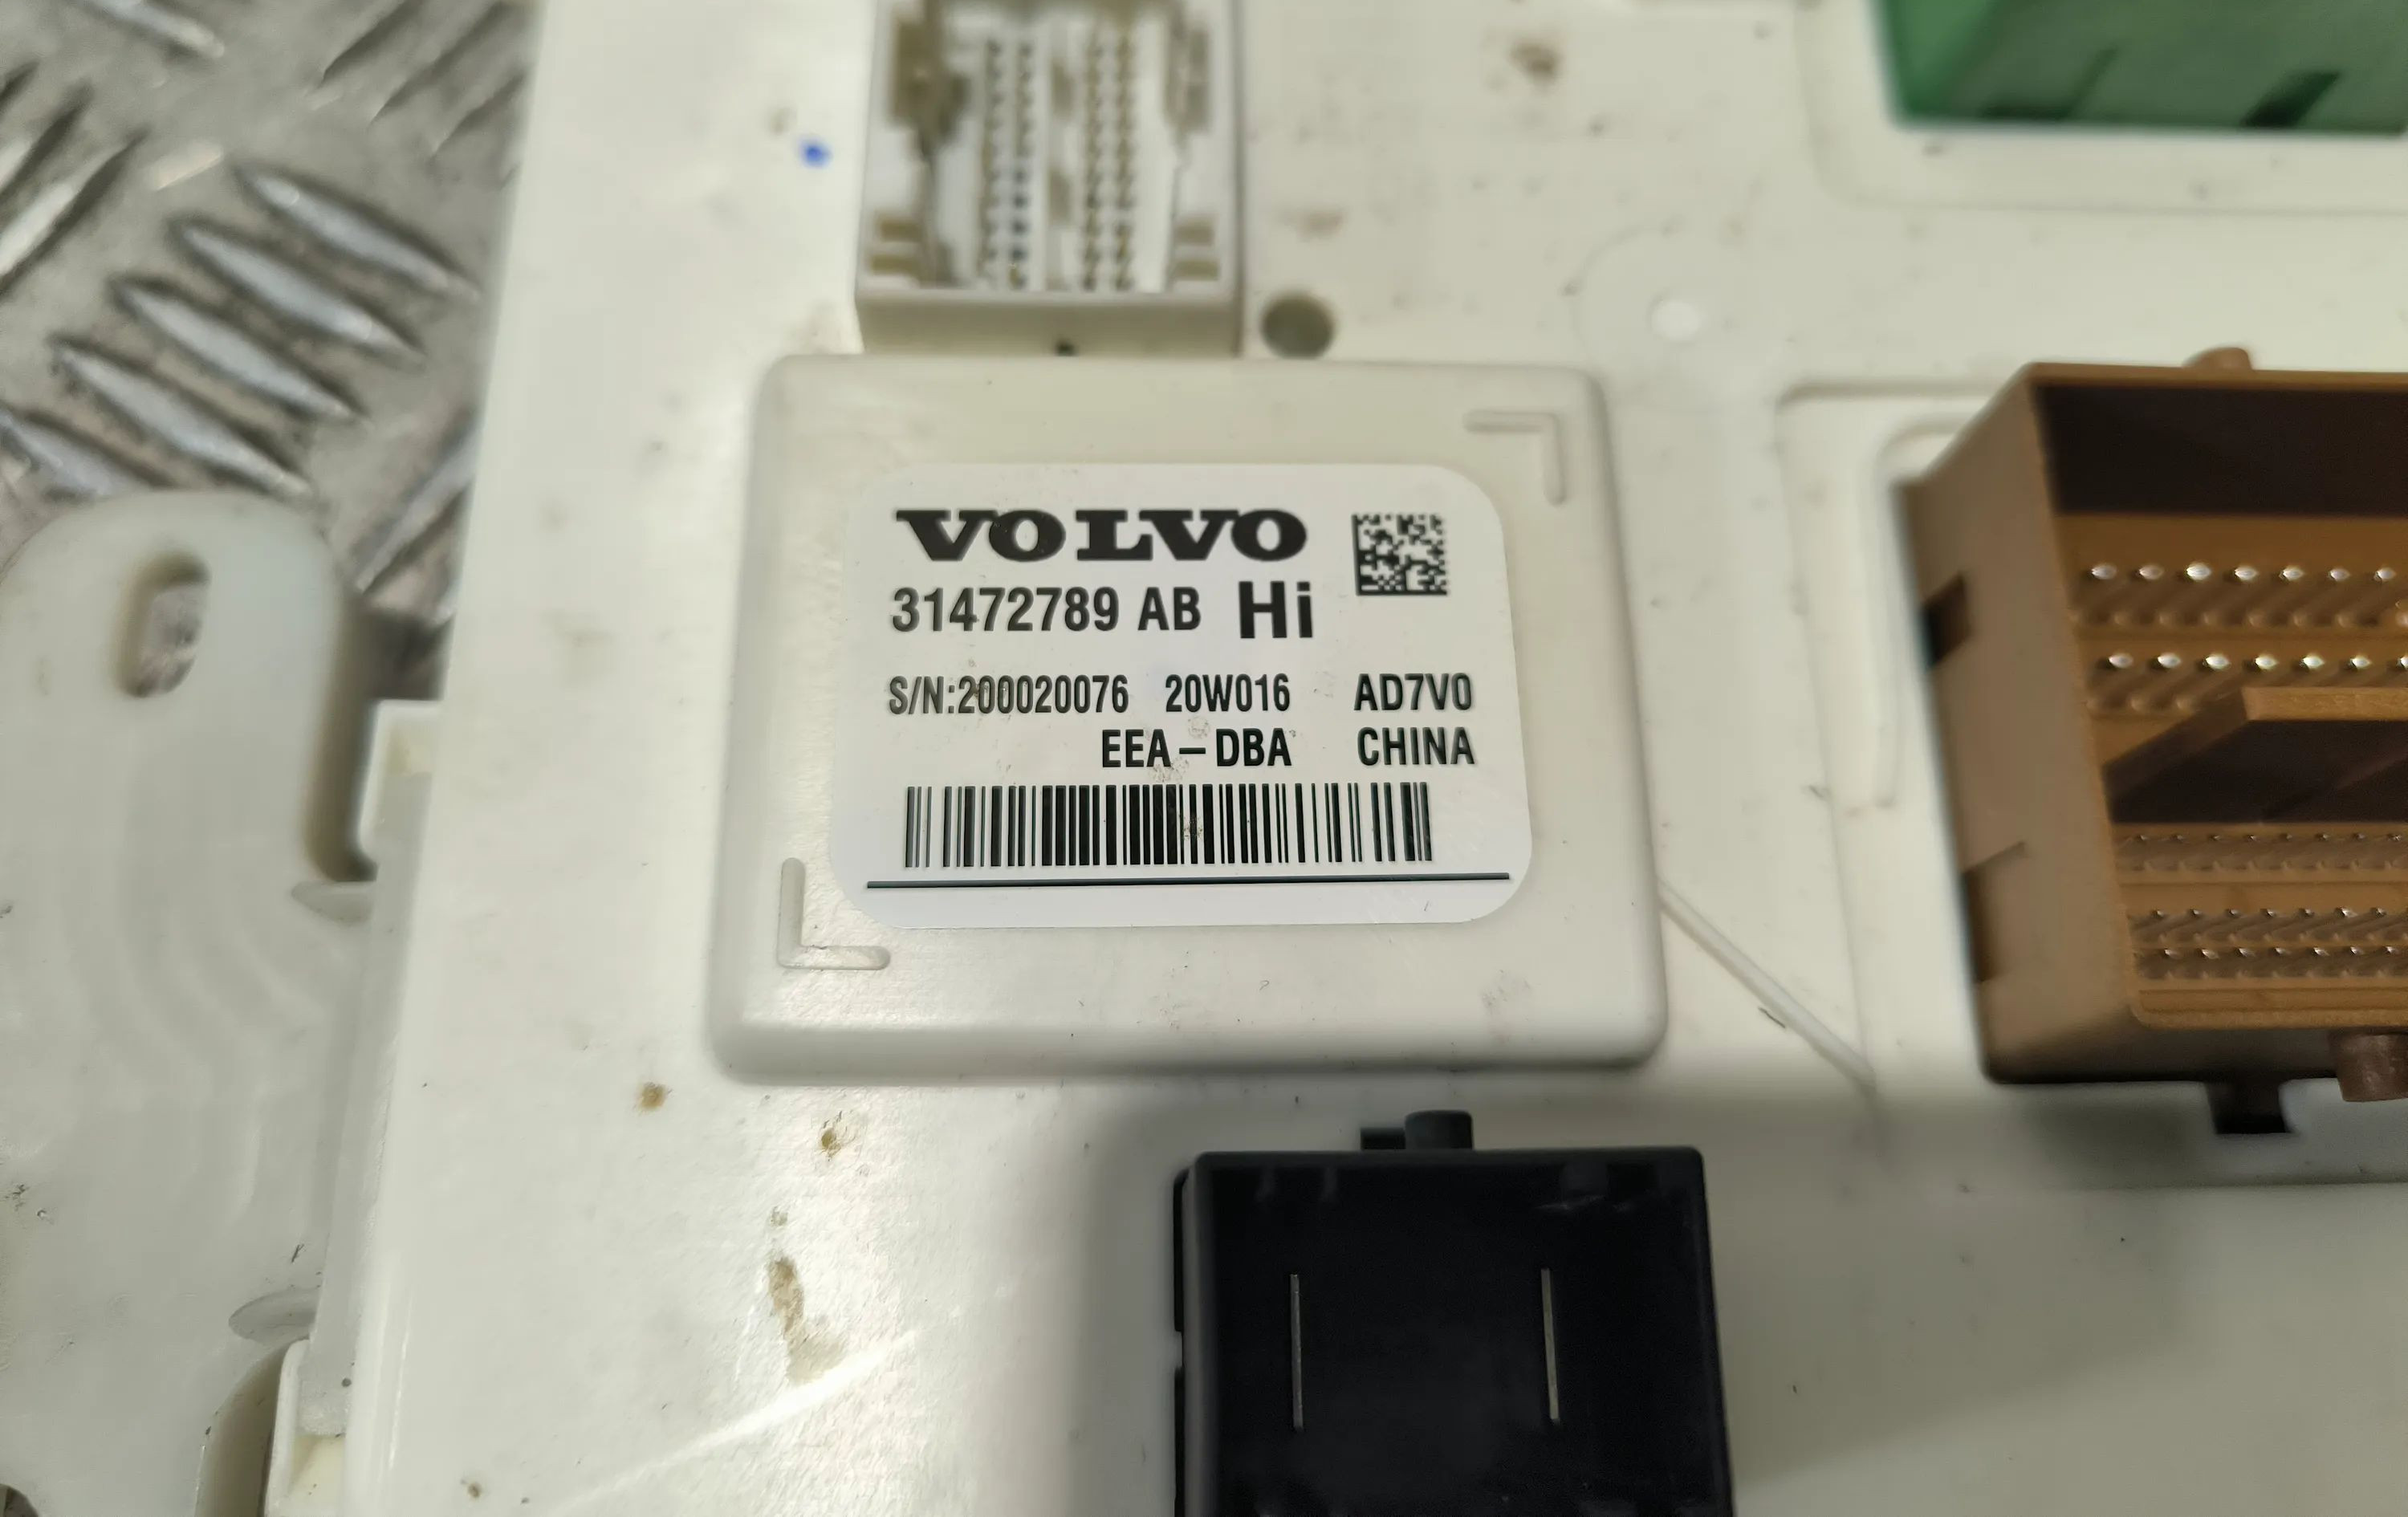 VOLVO
31472789 AB Hi
S/N:200020076 20W016 AD7V0
EEA-DBA CHINA